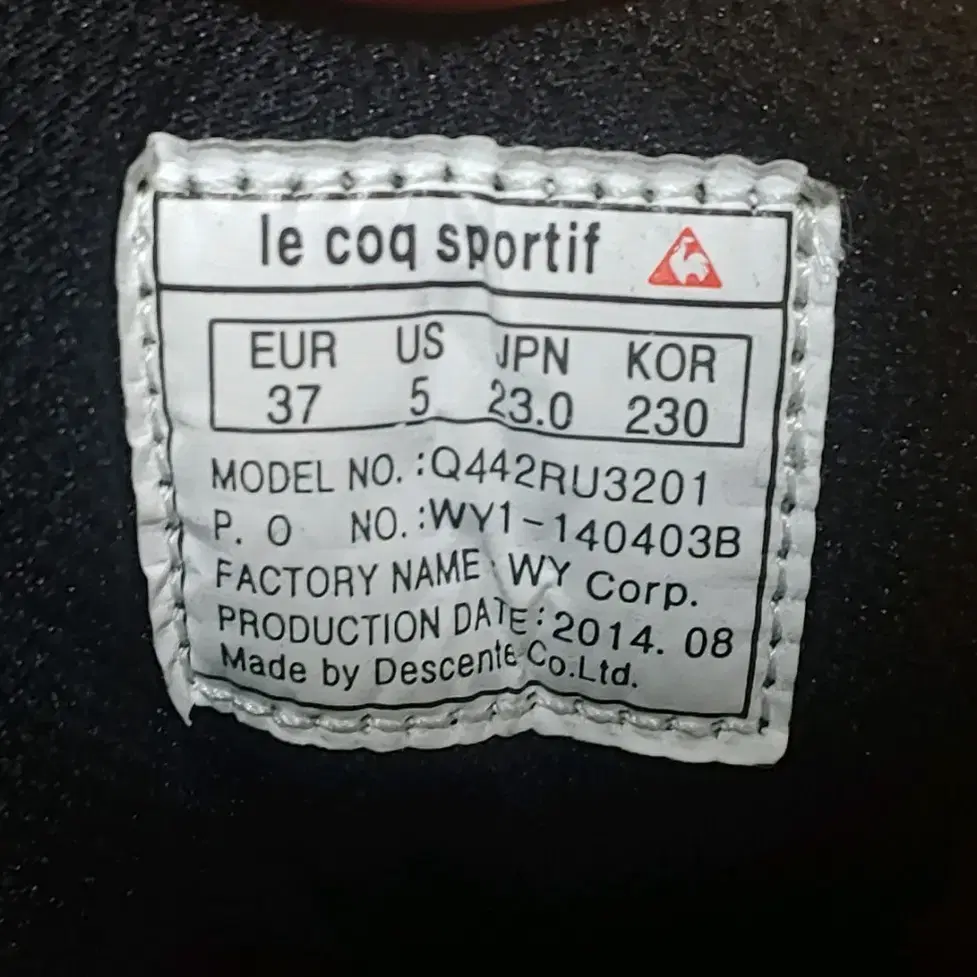 le coq sportif
EUR US JPN KOR
37 5 23.0 230
MODEL NO.:Q442RU3201
P. O NO.:WY1-140403B
FACTORY NAME:WY Corp.
PRODUCTION DATE:2014. 08
Made by Descente Co.Ltd.